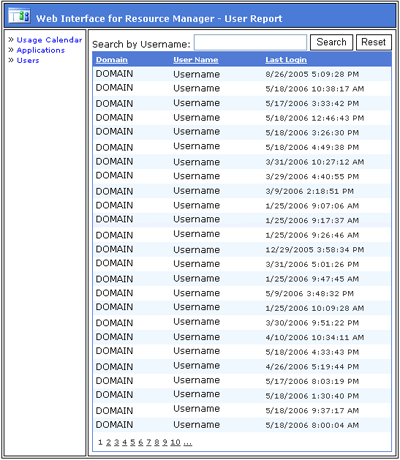 Web Interface for Resource Manager - User Report
» Usage Calendar
» Applications
» Users
Search by Username: Search Reset
Domain User Name Last Login
DOMAIN Username 8/26/2005 5:09:28 PM
DOMAIN Username 5/18/2006 10:38:17 AM
DOMAIN Username 5/17/2006 3:33:42 PM
DOMAIN Username 5/18/2006 12:46:43 PM
DOMAIN Username 5/18/2006 3:26:30 PM
DOMAIN Username 5/18/2006 4:49:38 PM
DOMAIN Username 3/31/2006 10:27:12 AM
DOMAIN Username 3/29/2006 4:40:55 PM
DOMAIN Username 3/9/2006 2:18:51 PM
DOMAIN Username 1/25/2006 9:07:06 AM
DOMAIN Username 1/25/2006 9:17:37 AM
DOMAIN Username 1/25/2006 9:26:46 AM
DOMAIN Username 12/29/2005 3:58:34 PM
DOMAIN Username 3/31/2006 5:01:26 PM
DOMAIN Username 1/25/2006 9:47:45 AM
DOMAIN Username 5/9/2006 3:48:32 PM
DOMAIN Username 1/25/2006 10:09:28 AM
DOMAIN Username 3/30/2006 9:51:22 PM
DOMAIN Username 4/10/2006 10:34:11 AM
DOMAIN Username 5/18/2006 4:33:43 PM
DOMAIN Username 4/26/2006 5:19:44 PM
DOMAIN Username 5/17/2006 8:03:19 PM
DOMAIN Username 5/18/2006 1:30:40 PM
DOMAIN Username 5/18/2006 9:37:17 AM
DOMAIN Username 5/18/2006 8:00:04 AM
1 2 3 4 5 6 7 8 9 10 ...